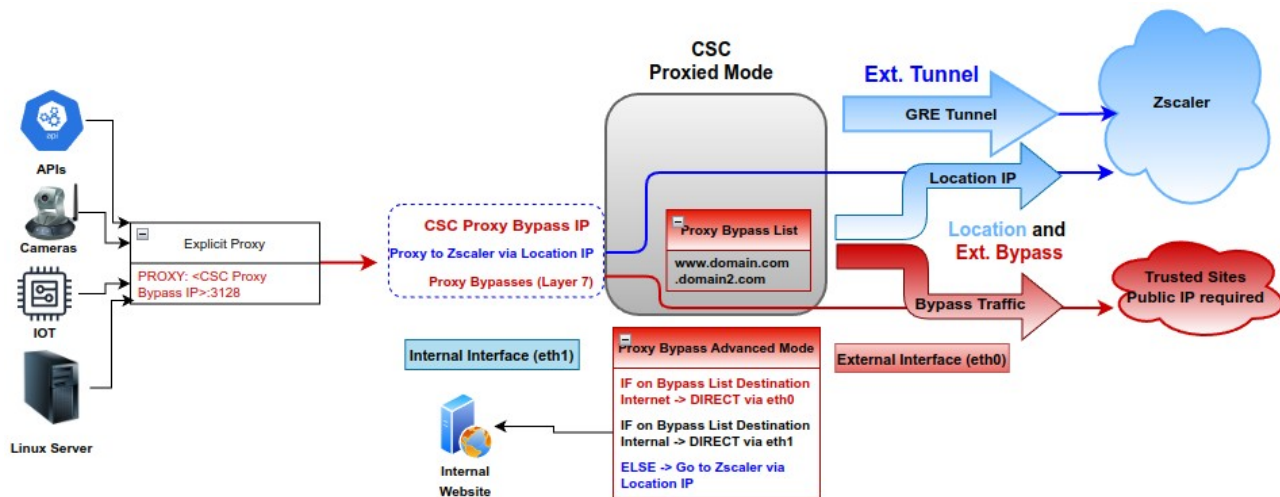 CSC
Proxied Mode
Ext. Tunnel
GRE Tunnel
Zscaler
api
APIs
Cameras
IOT
Linux Server
Explicit Proxy
PROXY: <CSC Proxy
Bypass IP>:3128
CSC Proxy Bypass IP
Proxy to Zscaler via Location IP
Proxy Bypasses (Layer 7)
Proxy Bypass List
www.domain.com
.domain2.com
Location IP
Location and
Ext. Bypass
Bypass Traffic
Trusted Sites
Public IP required
Internal Interface (eth1)
External Interface (eth0)
Proxy Bypass Advanced Mode
IF on Bypass List Destination
Internet -> DIRECT via eth0
IF on Bypass List Destination
Internal -> DIRECT via eth1
ELSE -> Go to Zscaler via
Location IP
Internal
Website